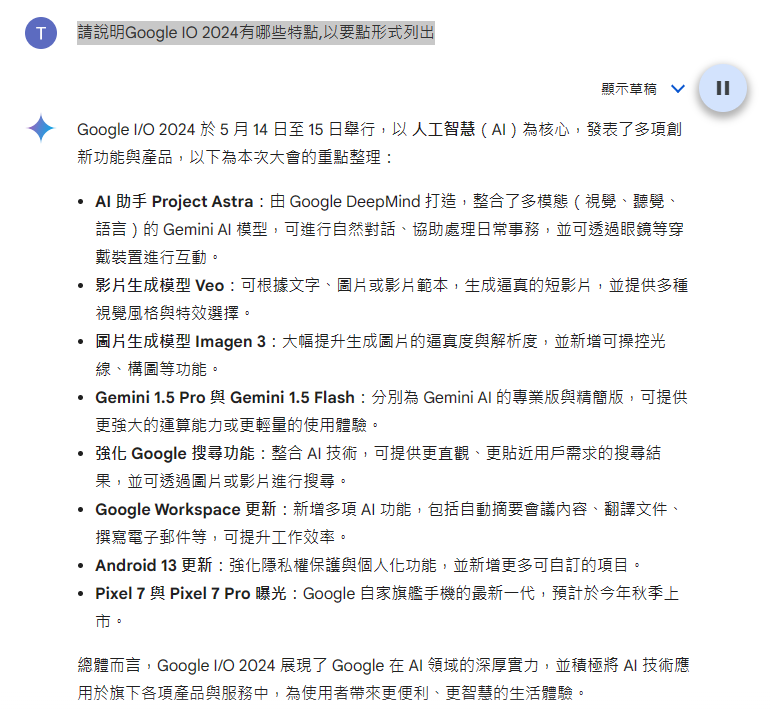 T
請說明Google IO 2024有哪些特點,以要點形式列出
顯示草稿
Google I/O 2024 於 5 月 14 日至 15 日舉行，以 人工智慧（AI）為核心，發表了多項創
新功能與產品，以下為本次大會的重點整理：
• AI 助手 Project Astra：由 Google DeepMind 打造，整合了多模態（視覺、聽覺、
語言）的 Gemini AI 模型，可進行自然對話、協助處理日常事務，並可透過眼鏡等穿
戴裝置進行互動。
• 影片生成模型 Veo：可根據文字、圖片或影片範本，生成逼真的短影片，並提供多種
視覺風格與特效選擇。
• 圖片生成模型 Imagen 3：大幅提升生成圖片的逼真度與解析度，並新增可操控光
線、構圖等功能。
• Gemini 1.5 Pro 與 Gemini 1.5 Flash：分別為 Gemini AI 的專業版與精簡版，可提供
更強大的運算能力或更輕量的使用體驗。
• 強化 Google 搜尋功能：整合 AI 技術，可提供更直觀、更貼近用戶需求的搜尋結
果，並可透過圖片或影片進行搜尋。
• Google Workspace 更新：新增多項 AI 功能，包括自動摘要會議內容、翻譯文件、
撰寫電子郵件等，可提升工作效率。
• Android 13 更新：強化隱私權保護與個人化功能，並新增更多可自訂的項目。
• Pixel 7 與 Pixel 7 Pro 曝光：Google 自家旗艦手機的最新一代，預計於今年秋季上
市。
總體而言，Google I/O 2024 展現了 Google 在 AI 領域的深厚實力，並積極將 AI 技術應
用於旗下各項產品與服務中，為使用者帶來更便利、更智慧的生活體驗。